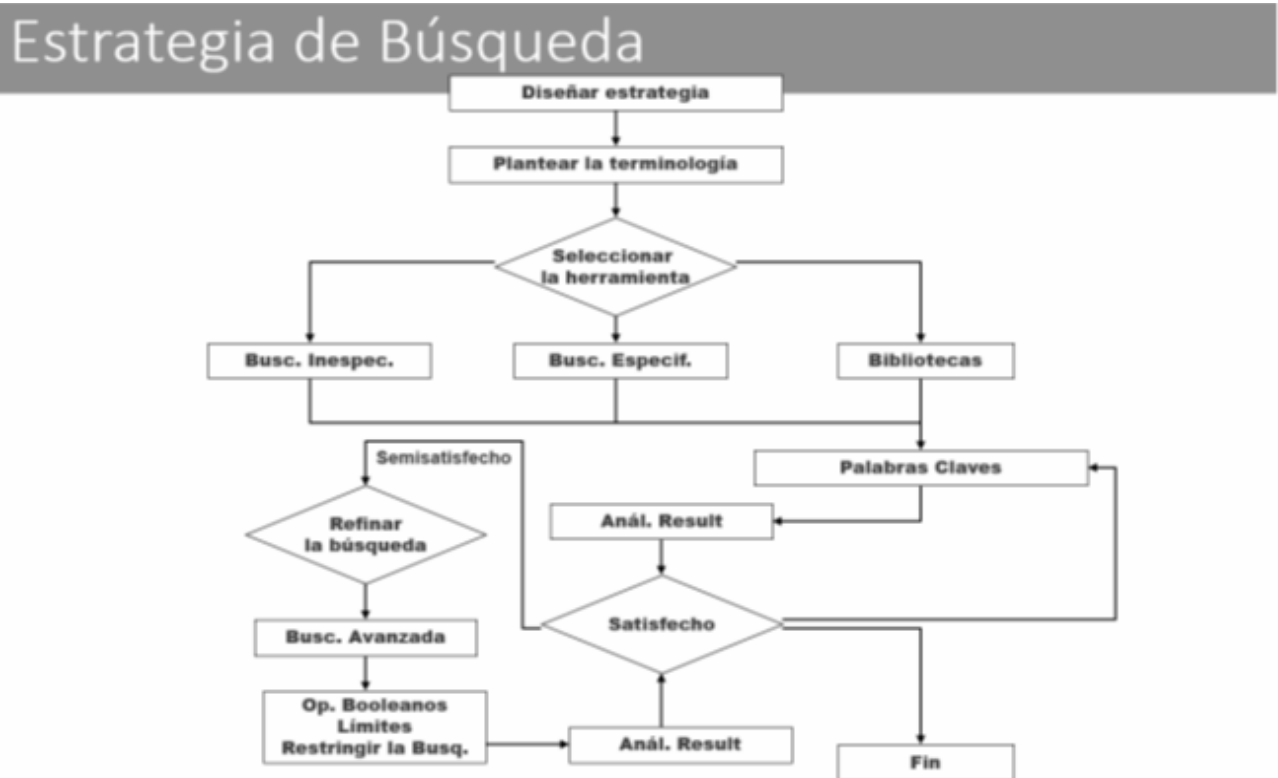 Estrategia de Búsqueda
Diseñar estrategia
Plantear la terminología
Seleccionar
la herramienta
Busc. Inespec.
Busc. Especif.
Bibliotecas
Semisatisfecho
Palabras Claves
Refinar
la búsqueda
Anál. Result
Satisfecho
Busc. Avanzada
Op. Booleanos
Límites
Restringir la Busq.
Anál. Result
Fin